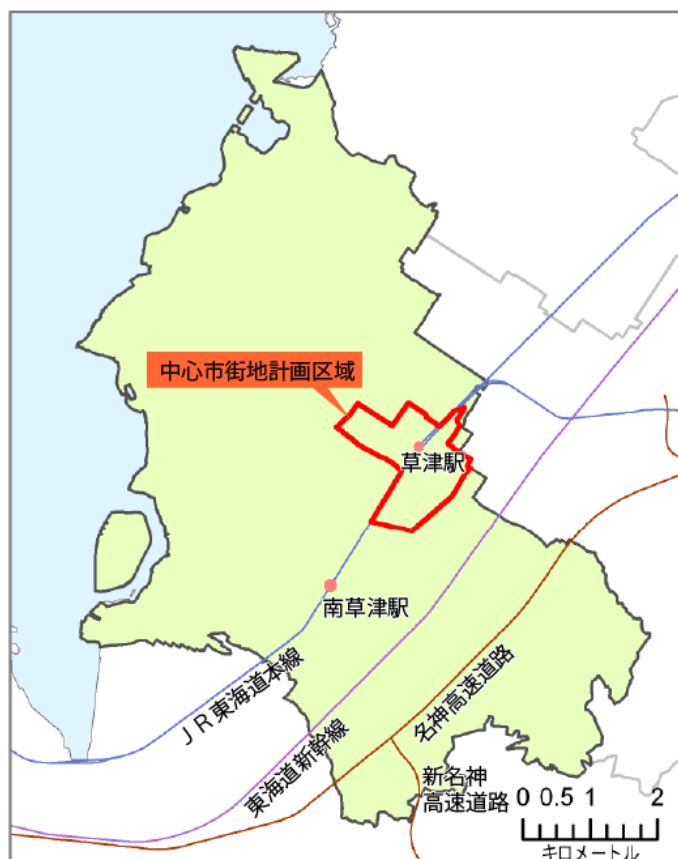 中心市街地計画区域
草津駅
南草津駅
JR東海道本線
東海道新幹線
名神高速道路
新名神
高速道路
0 0.5 1 2
キロメートル